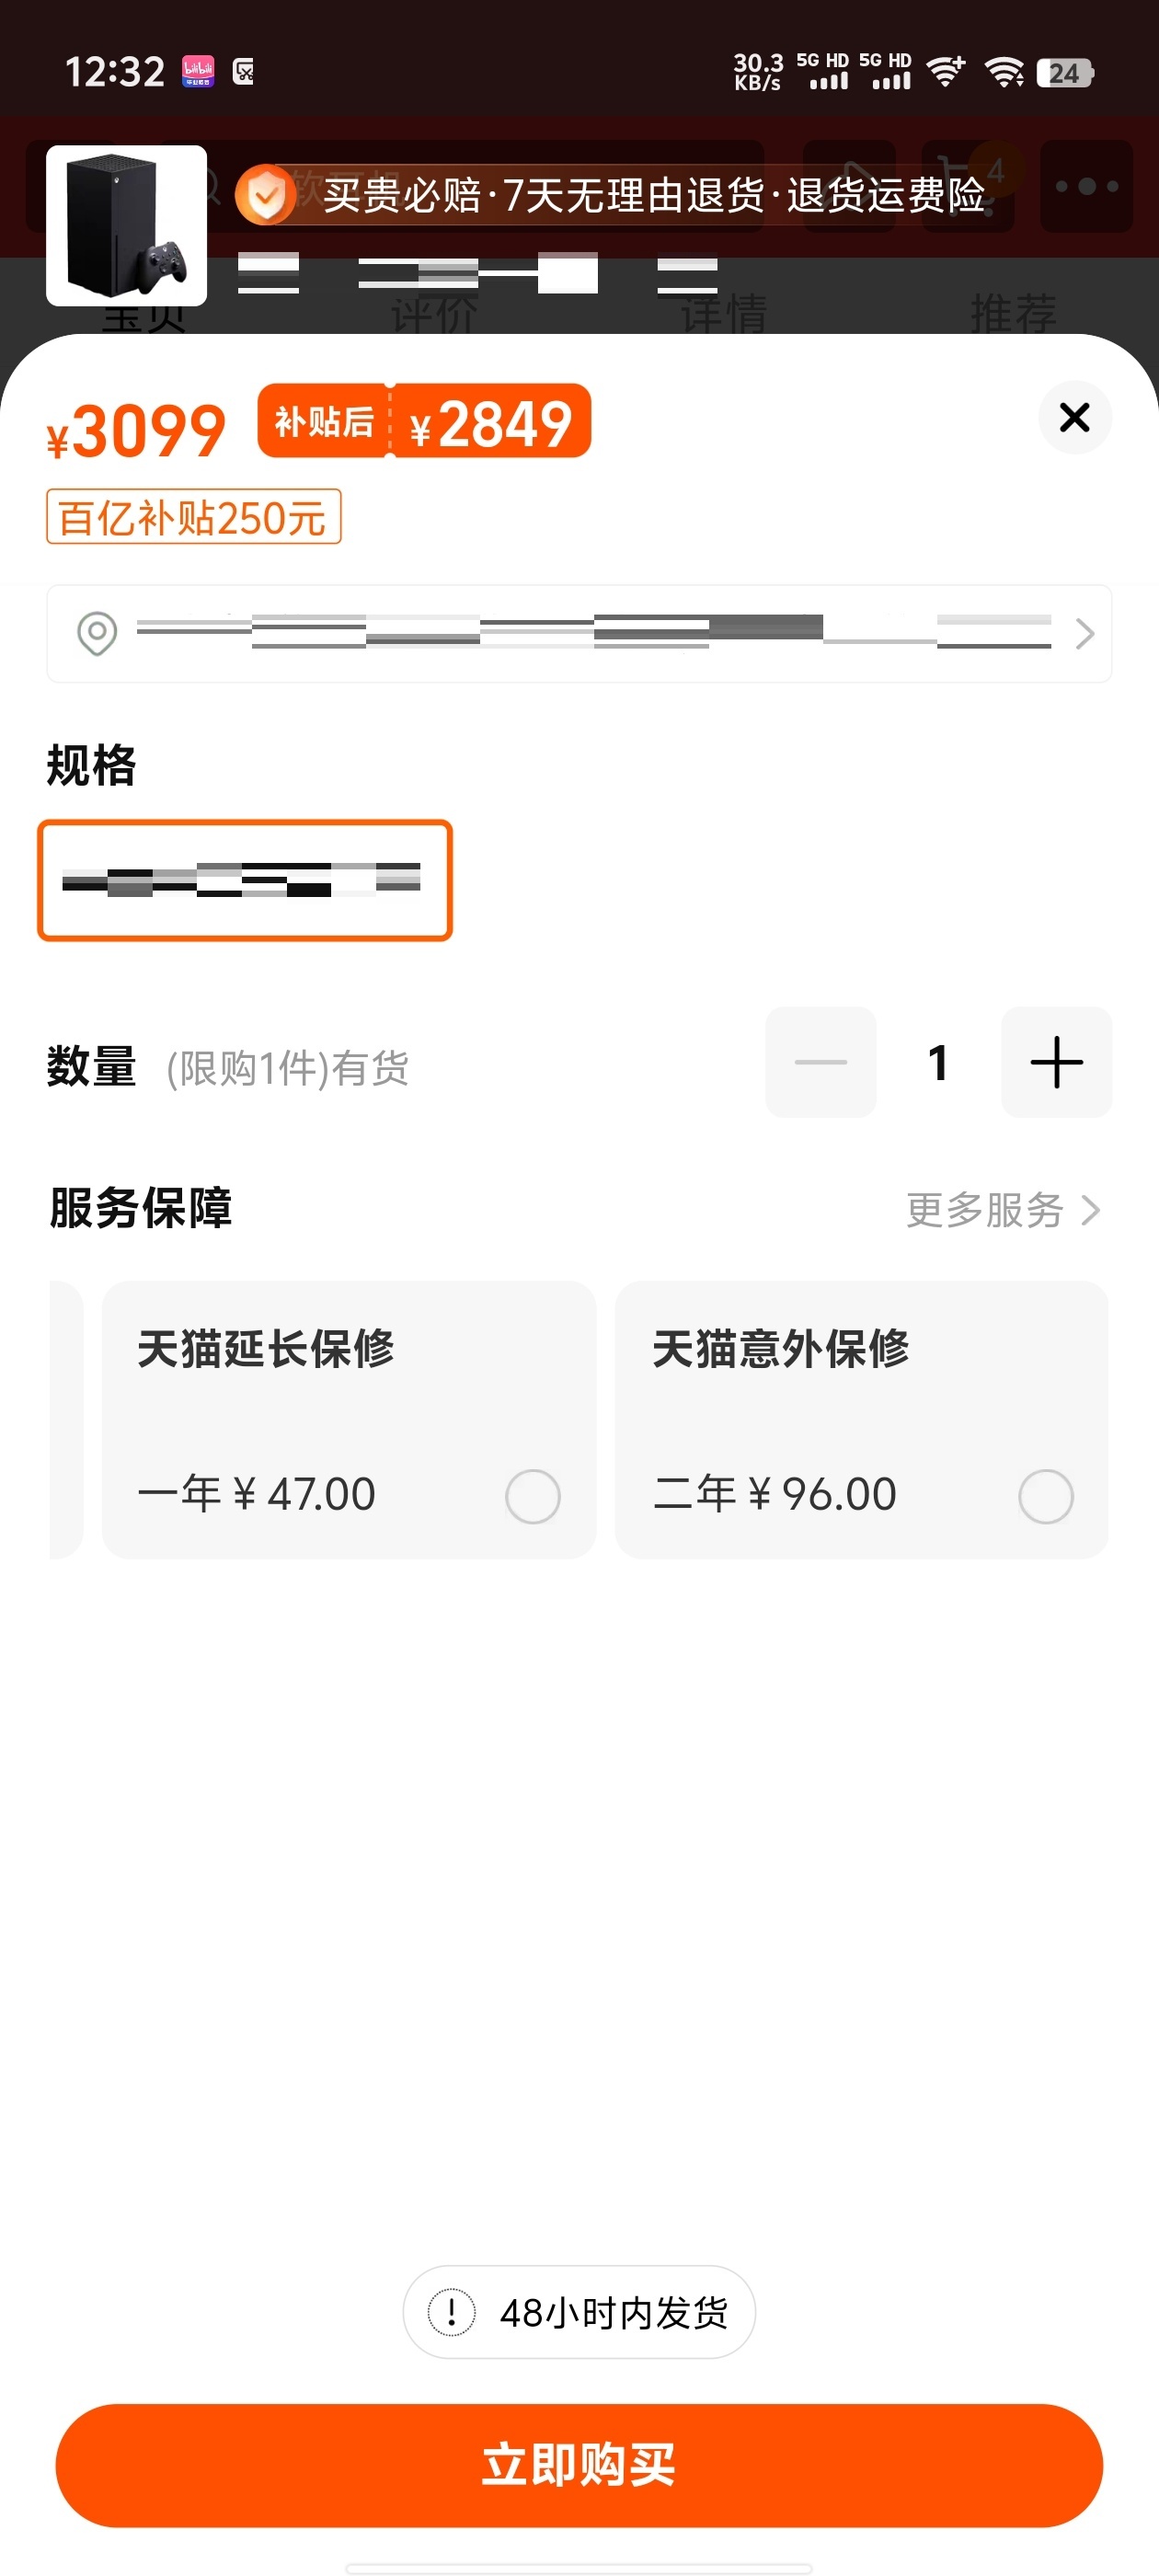 12:32
30.3 KB/s 5G HD 5G HD 24
买贵必赔·7天无理由退货·退货运费险
4
宝贝 评价 详情 推荐
¥3099 补贴后 ¥2849
百亿补贴250元
规格
数量 (限购1件)有货 1
服务保障 更多服务
天猫延长保修 天猫意外保修
一年¥47.00 二年¥96.00
48小时内发货
立即购买